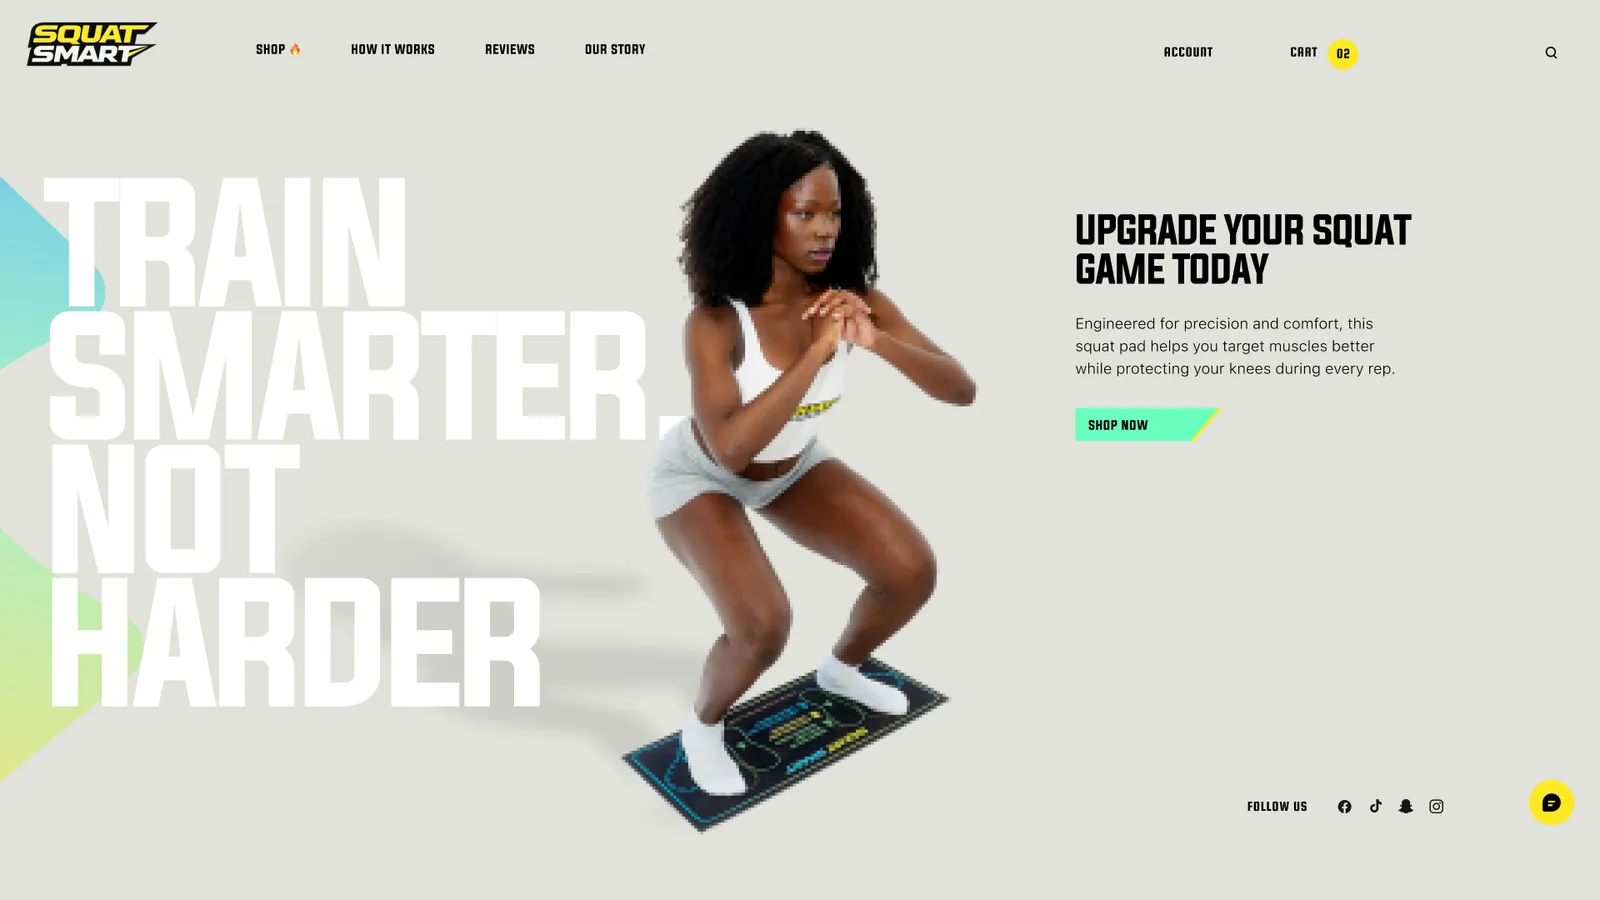 SQUAT
SMART
SHOP 🔥
HOW IT WORKS
REVIEWS
OUR STORY
ACCOUNT
CART 02
TRAIN
SMARTER.
NOT
HARDER
UPGRADE YOUR SQUAT
GAME TODAY
Engineered for precision and comfort, this
squat pad helps you target muscles better
while protecting your knees during every rep.
SHOP NOW
FOLLOW US